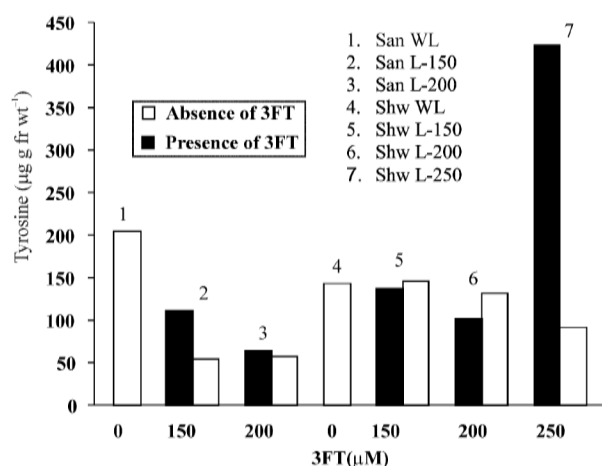 450
400
350
300
250
200
150
100
50
0
Tyrosine (µg g fr wt⁻¹)
Absence of 3FT
Presence of 3FT
1. San WL
2. San L-150
3. San L-200
4. Shw WL
5. Shw L-150
6. Shw L-200
7. Shw L-250
1
2
3
4
5
6
7
0 150 200 0 150 200 250
3FT(µM)